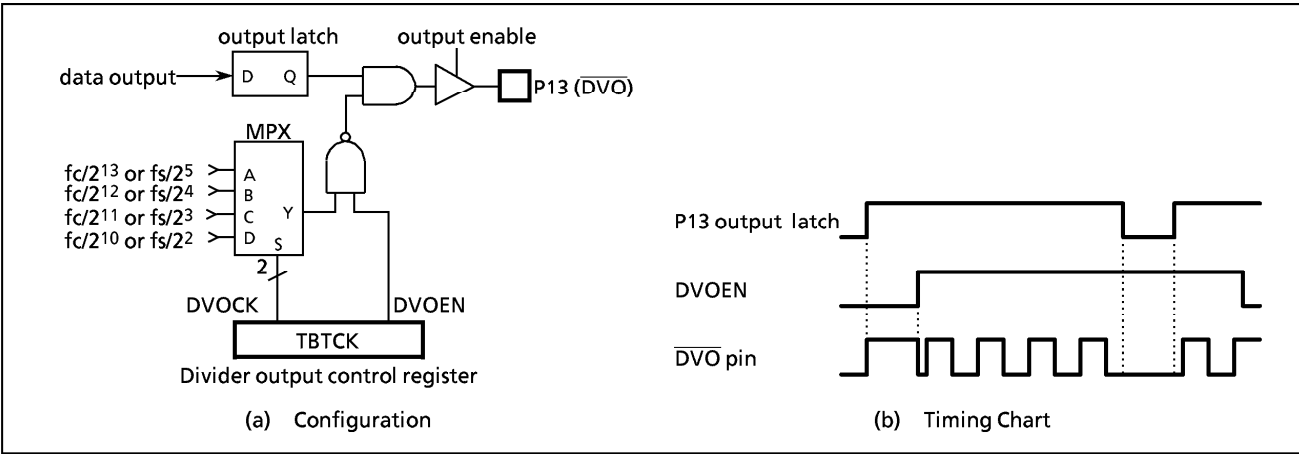 output latch
output enable
data output
D Q
P13 (DVO)
MPX
fc/2¹³ or fs/2⁵
fc/2¹² or fs/2⁴
fc/2¹¹ or fs/2³
fc/2¹⁰ or fs/2²
A
B
C
D
Y
S
2
DVOCK
DVOEN
TBTCK
Divider output control register
(a) Configuration
P13 output latch
DVOEN
DVO pin
(b) Timing Chart